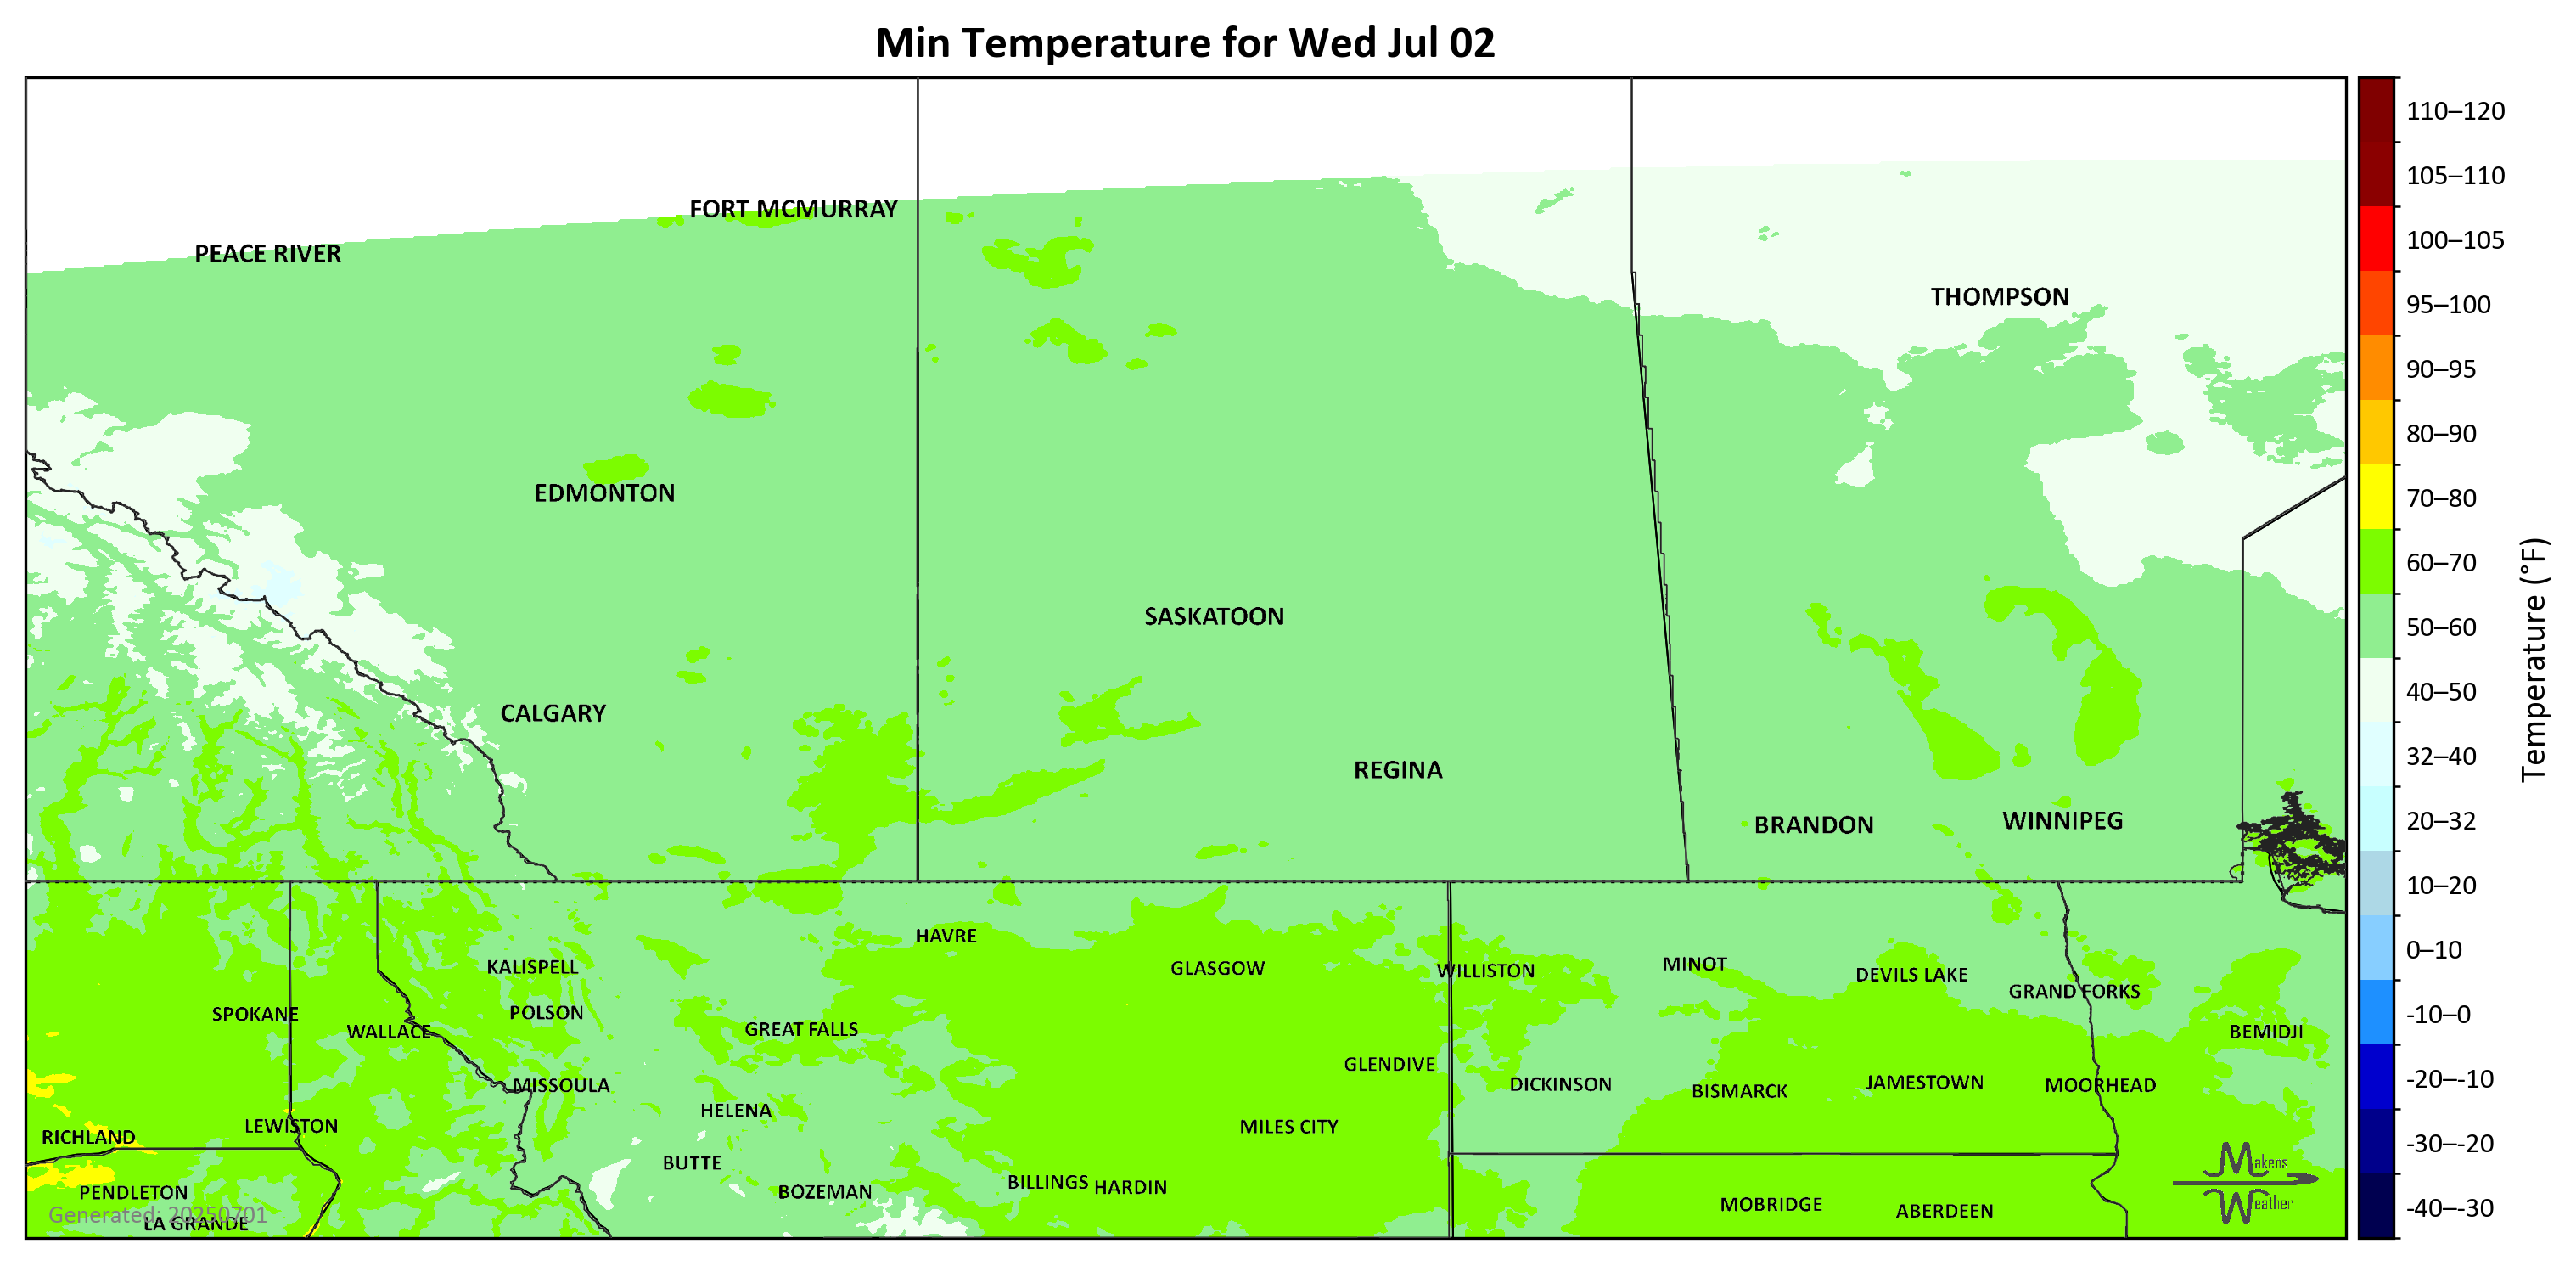 Min Temperature for Wed Jul 02
FORT MCMURRAY
PEACE RIVER
THOMPSON
EDMONTON
SASKATOON
CALGARY
REGINA
BRANDON
WINNIPEG
HAVRE
KALISPELL
GLASGOW
WILLISTON
MINOT
DEVILS LAKE
GRAND FORKS
SPOKANE
POLSON
WALLACE
GREAT FALLS
BEMIDJI
GLENDIVE
MISSOULA
DICKINSON
BISMARCK
JAMESTOWN
MOORHEAD
HELENA
LEWISTON
MILES CITY
RICHLAND
BUTTE
PENDLETON
BOZEMAN
BILLINGS
HARDIN
MOBRIDGE
ABERDEEN
LA GRANDE
Generated: 20250701
Makens
Weather
110–120
105–110
100–105
95–100
90–95
80–90
70–80
60–70
50–60
40–50
32–40
20–32
10–20
0–10
-10–0
-20–-10
-30–-20
-40–-30
Temperature (°F)